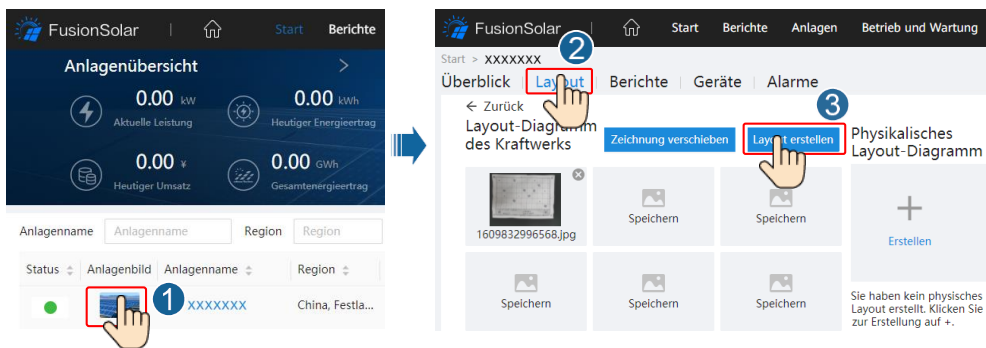 FusionSolar
Start Berichte
Anlagenübersicht
0.00 kW
Aktuelle Leistung
0.00 kWh
Heutiger Energieertrag
0.00 ¥
Heutiger Umsatz
0.00 GWh
Gesamtenergieertrag
Anlagenname Anlagenname Region Region
Status Anlagenbild Anlagenname Region
1 XXXXXXX China, Festla...
FusionSolar Start Berichte Anlagen Betrieb und Wartung
Start > XXXXXXX
2
Überblick Layout Berichte Geräte Alarme
← Zurück
3
Layout-Diagramm
des Kraftwerks
Zeichnung verschieben
Layout erstellen
Physikalisches
Layout-Diagramm
1609832996568.jpg
Speichern
Speichern
Erstellen
Speichern
Speichern
Speichern
Sie haben kein physisches
Layout erstellt. Klicken Sie
zur Erstellung auf +.